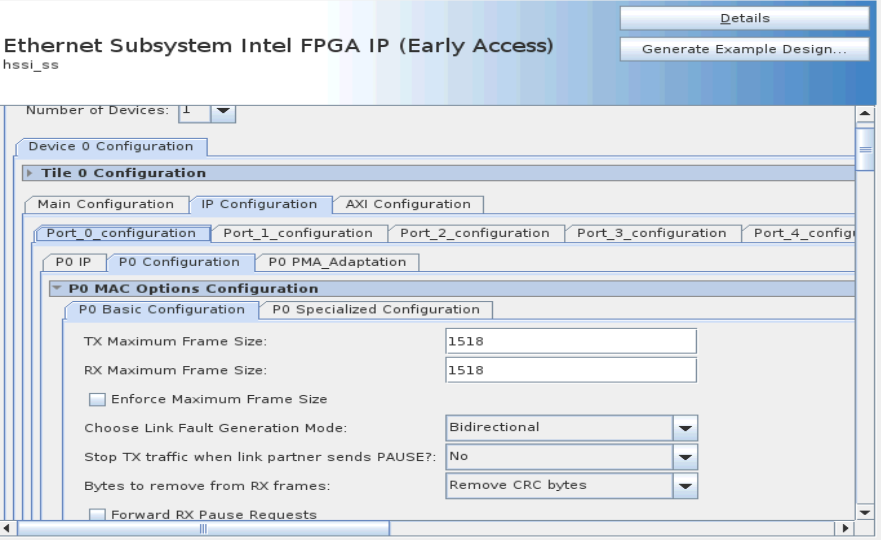 Details
Ethernet Subsystem Intel FPGA IP (Early Access)
Generate Example Design...
hssi_ss
Number of Devices: 1
Device 0 Configuration
Tile 0 Configuration
Main Configuration IP Configuration AXI Configuration
Port_0_configuration Port_1_configuration Port_2_configuration Port_3_configuration Port_4_configu
P0 IP P0 Configuration P0 PMA_Adaptation
P0 MAC Options Configuration
P0 Basic Configuration P0 Specialized Configuration
TX Maximum Frame Size: 1518
RX Maximum Frame Size: 1518
Enforce Maximum Frame Size
Choose Link Fault Generation Mode: Bidirectional
Stop TX traffic when link partner sends PAUSE?: No
Bytes to remove from RX frames: Remove CRC bytes
Forward RX Pause Requests